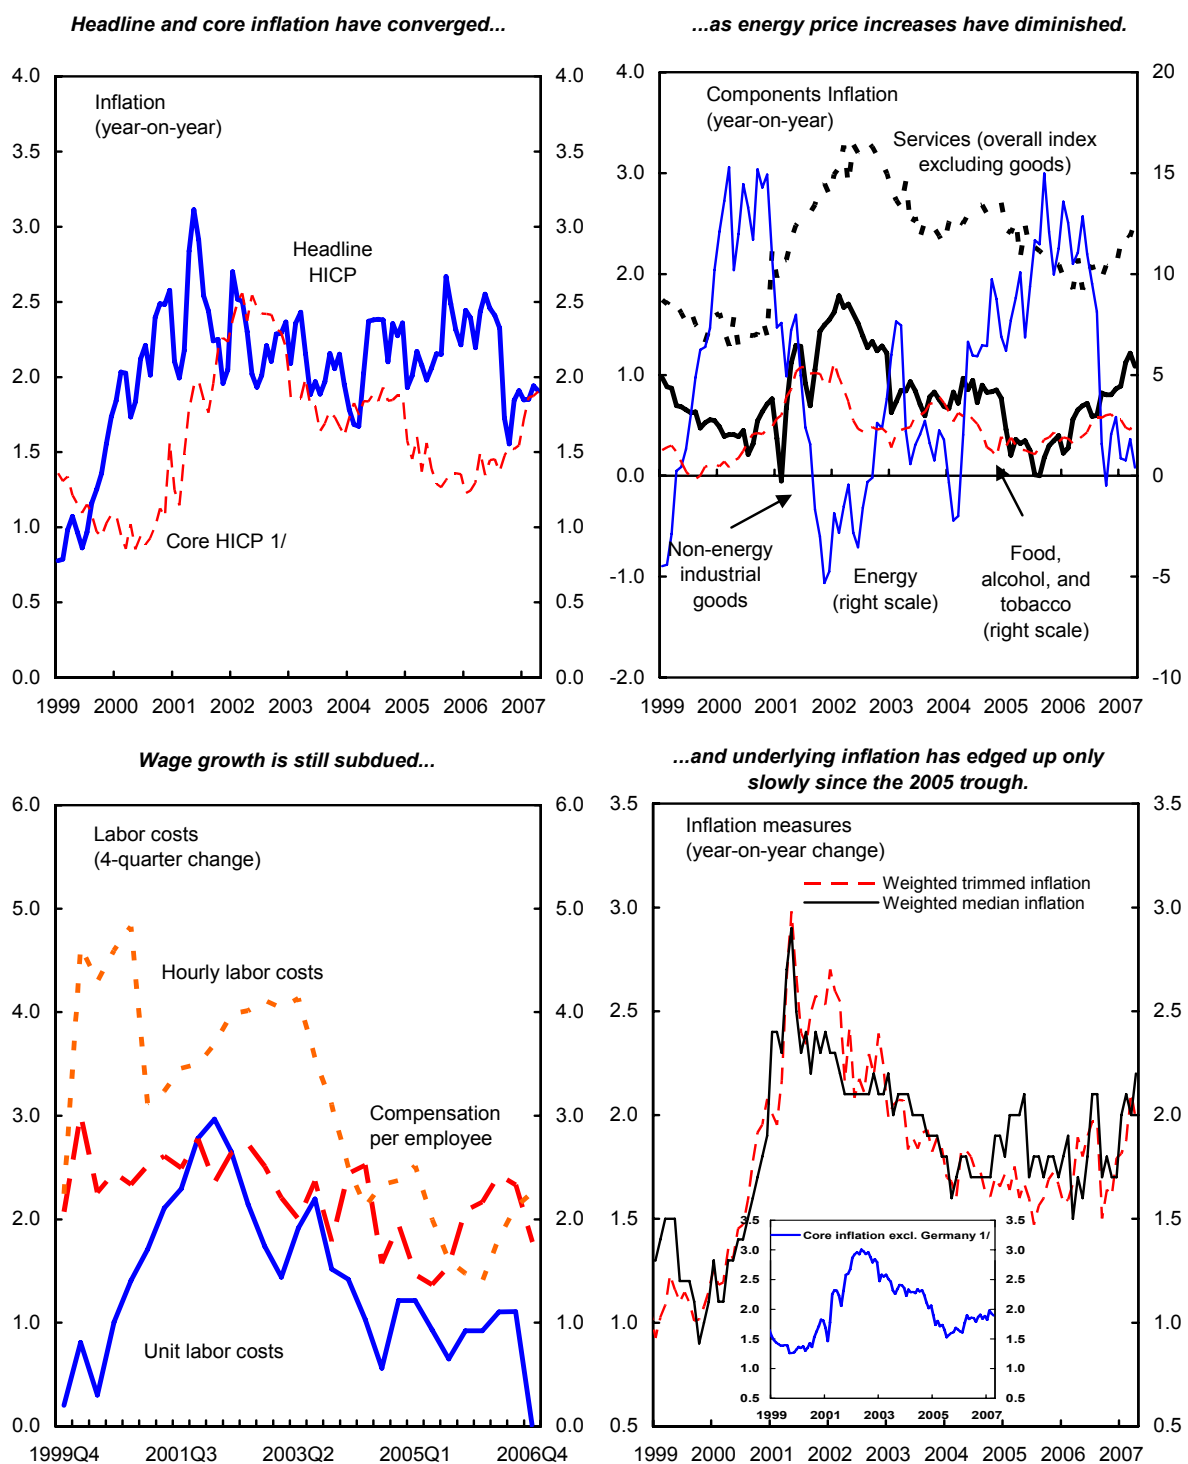 Headline and core inflation have converged...
4.0
3.5
3.0
2.5
2.0
1.5
1.0
0.5
0.0
Inflation
(year-on-year)
Headline
HICP
Core HICP 1/
4.0
3.5
3.0
2.5
2.0
1.5
1.0
0.5
0.0
1999 2000 2001 2002 2003 2004 2005 2006 2007
...as energy price increases have diminished.
4.0
3.0
2.0
1.0
0.0
-1.0
-2.0
Components Inflation
(year-on-year)
Services (overall index
excluding goods)
Non-energy
industrial
goods
Energy
(right scale)
Food,
alcohol, and
tobacco
(right scale)
20
15
10
5
0
-5
-10
1999 2000 2001 2002 2003 2004 2005 2006 2007
Wage growth is still subdued...
6.0
5.0
4.0
3.0
2.0
1.0
0.0
Labor costs
(4-quarter change)
Hourly labor costs
Compensation
per employee
Unit labor costs
6.0
5.0
4.0
3.0
2.0
1.0
0.0
1999Q4 2001Q3 2003Q2 2005Q1 2006Q4
...and underlying inflation has edged up only
slowly since the 2005 trough.
3.5
3.0
2.5
2.0
1.5
1.0
0.5
Inflation measures
(year-on-year change)
Weighted trimmed inflation
Weighted median inflation
3.5
3.0
2.5
2.0
1.5
1.0
0.5
Core inflation excl. Germany 1/
3.5
3.0
2.5
2.0
1.5
1.0
0.5
1999 2001 2003 2005 2007
3.5
3.0
2.5
2.0
1.5
1.0
0.5
1999 2000 2001 2002 2003 2004 2005 2006 2007